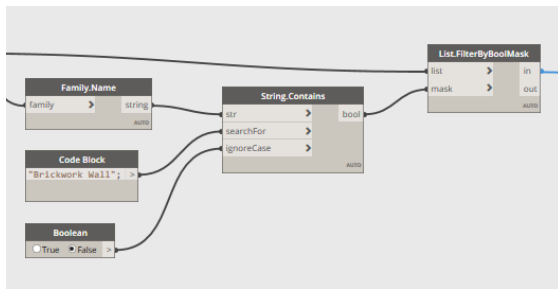 List.FilterByBoolMask
list > in
mask > out
AUTO
Family.Name
family > string
AUTO
String.Contains
str > bool
searchFor >
ignoreCase >
AUTO
Code Block
"Brickwork Wall"; >
Boolean
True False >